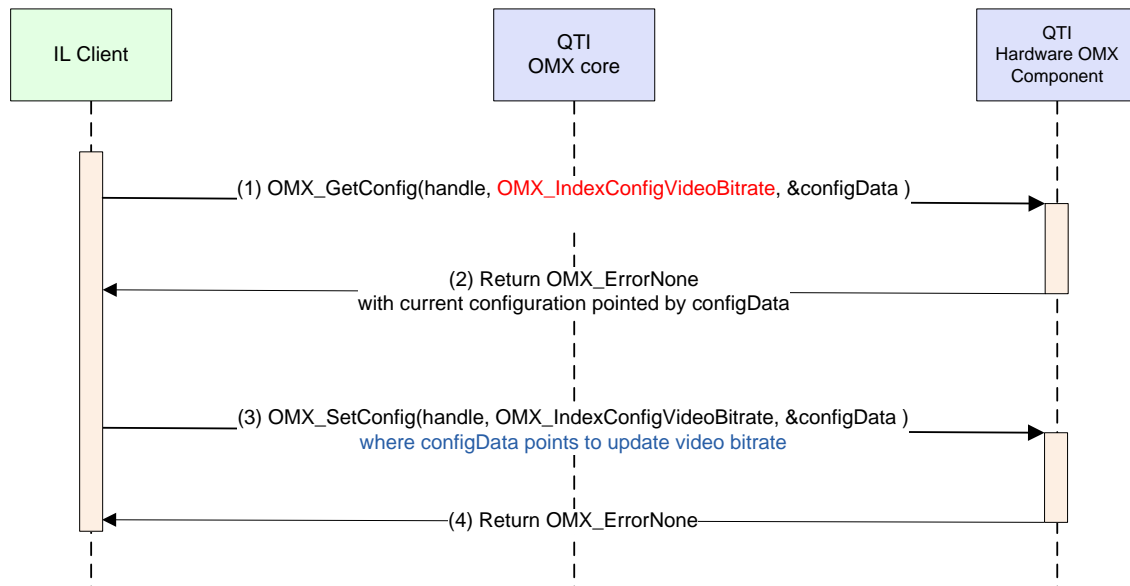 IL Client
QTI
OMX core
QTI
Hardware OMX
Component
(1) OMX_GetConfig(handle, OMX_IndexConfigVideoBitrate, &configData )
(2) Return OMX_ErrorNone
with current configuration pointed by configData
(3) OMX_SetConfig(handle, OMX_IndexConfigVideoBitrate, &configData )
where configData points to update video bitrate
(4) Return OMX_ErrorNone